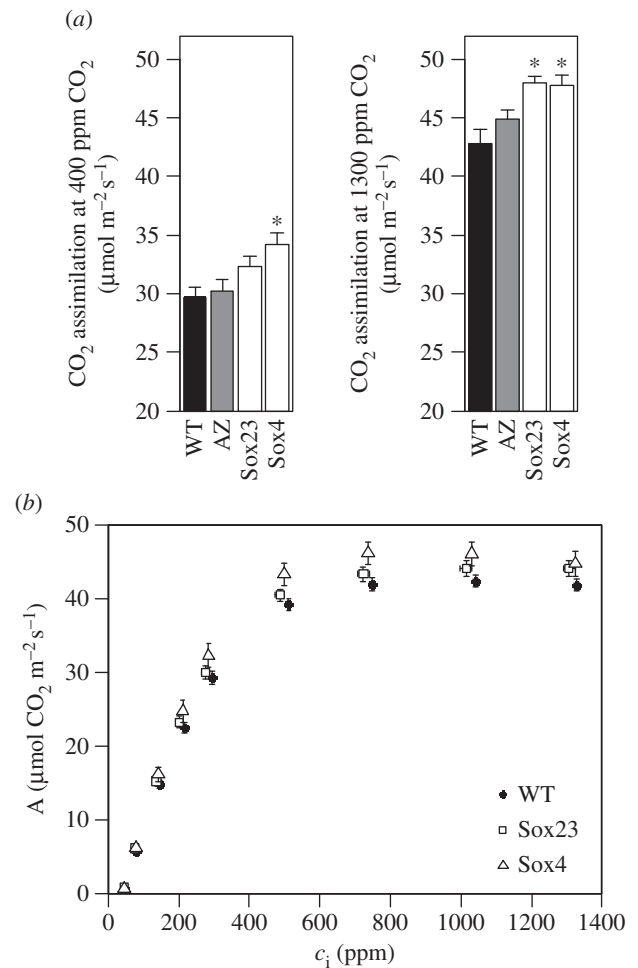 (a)
CO₂ assimilation at 400 ppm CO₂
(µmol m⁻² s⁻¹)
50
45
40
35
30
25
20
*
WT
AZ
Sox23
Sox4
CO₂ assimilation at 1300 ppm CO₂
(µmol m⁻² s⁻¹)
50
45
40
35
30
25
20
* *
WT
AZ
Sox23
Sox4
(b)
A (µmol CO₂ m⁻² s⁻¹)
50
40
30
20
10
0
WT
Sox23
Sox4
0 200 400 600 800 1000 1200 1400
cᵢ (ppm)